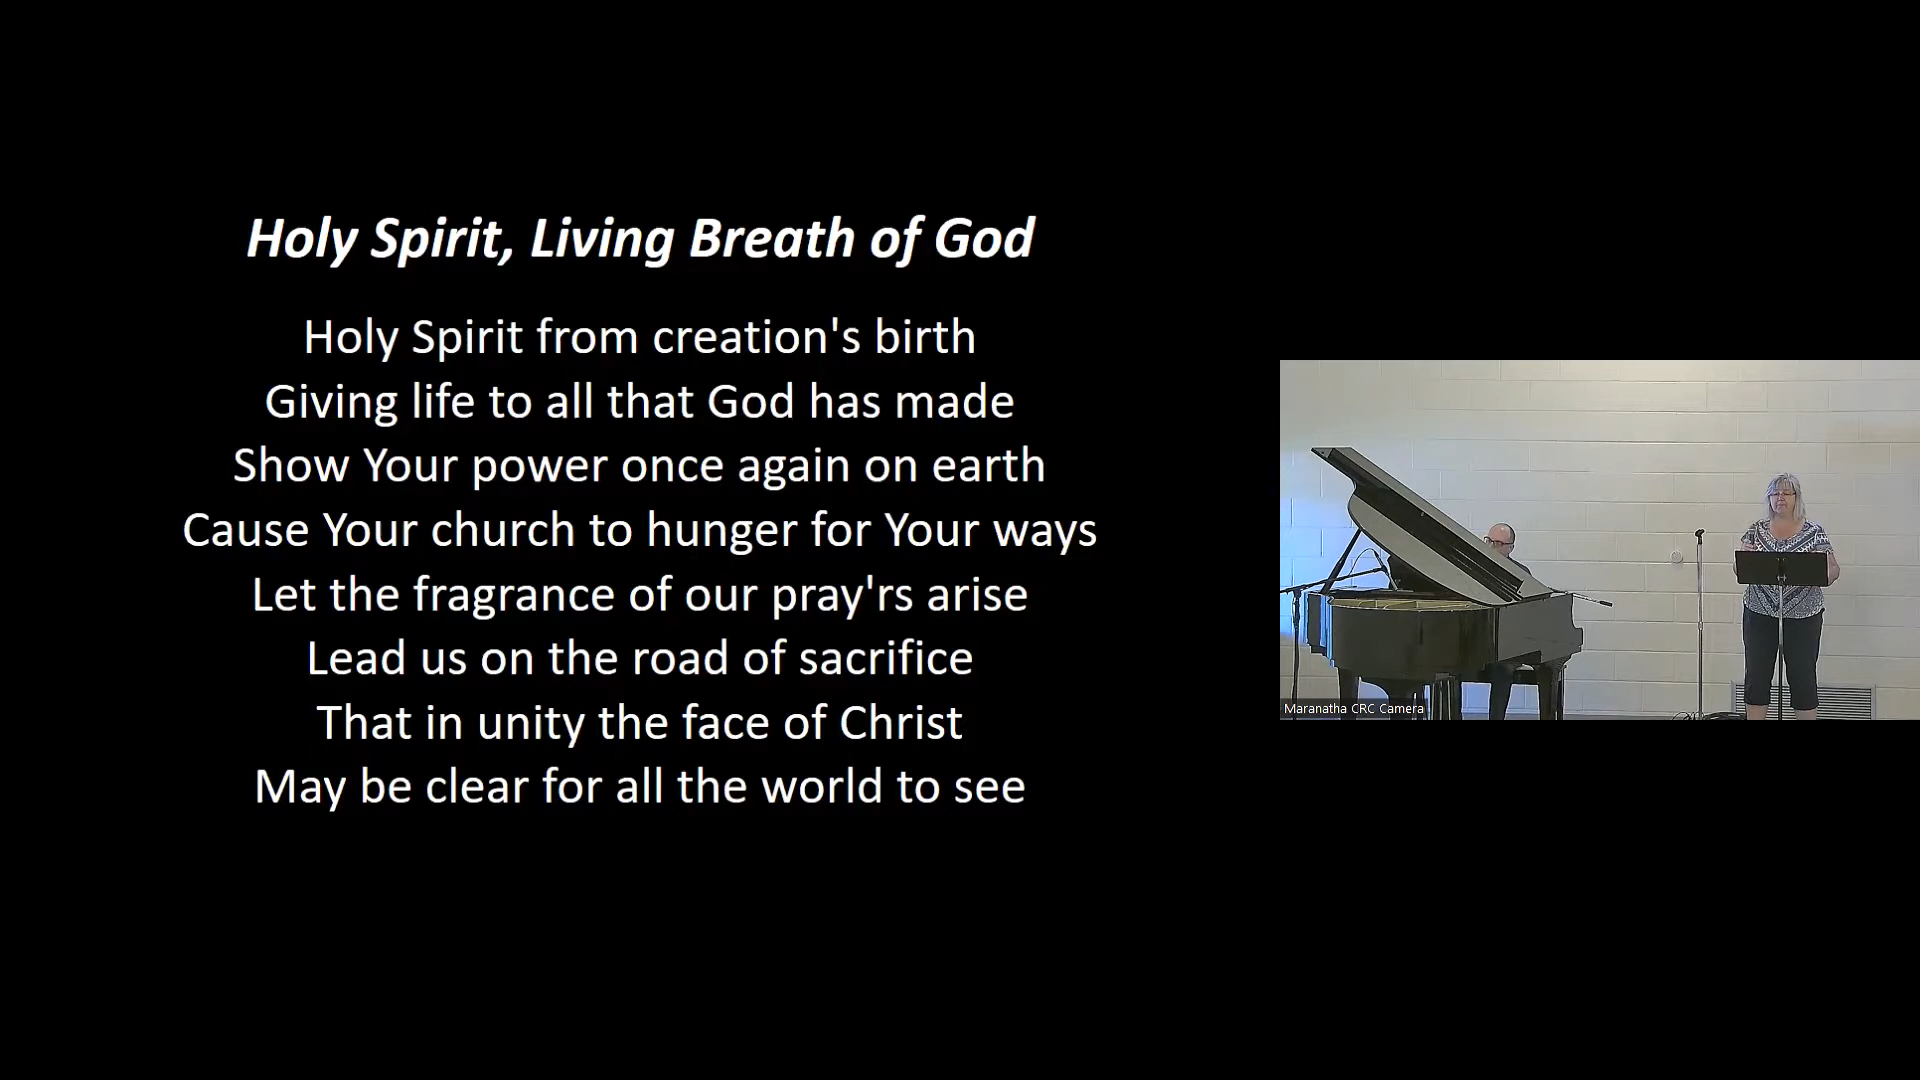 Holy Spirit, Living Breath of God
Holy Spirit from creation's birth
Giving life to all that God has made
Show Your power once again on earth
Cause Your church to hunger for Your ways
Let the fragrance of our pray'rs arise
Lead us on the road of sacrifice
That in unity the face of Christ
May be clear for all the world to see
Maranatha CRC Camera